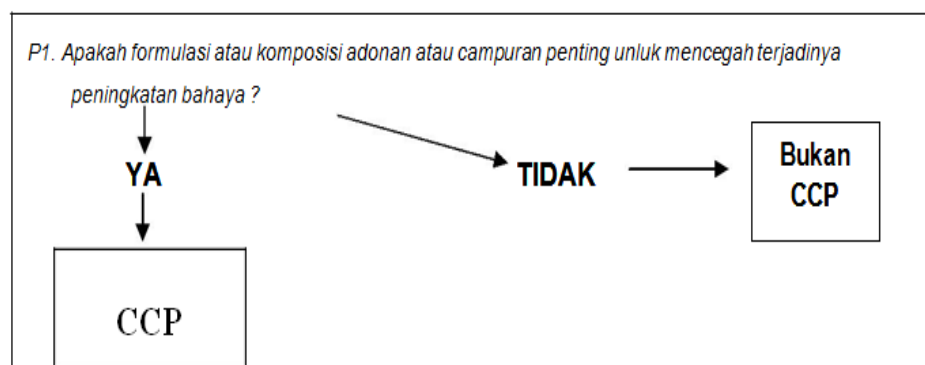 P1. Apakah formulasi atau komposisi adonan atau campuran penting unluk mencegah terjadinya
peningkatan bahaya ?
YA
TIDAK
Bukan
CCP
CCP